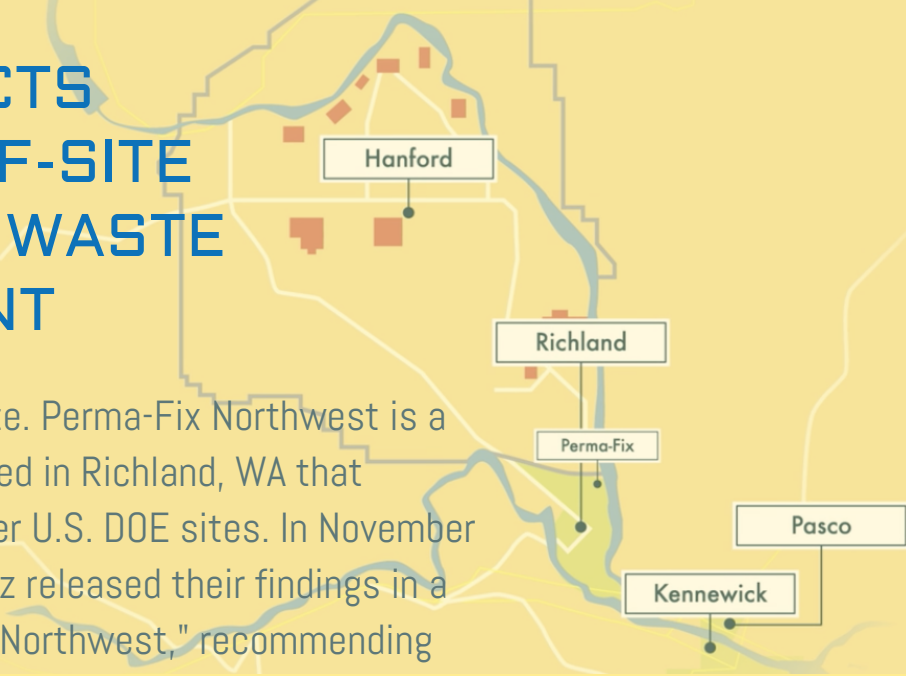 CTS
F-SITE
WASTE
NT
te. Perma-Fix Northwest is a
ed in Richland, WA that
er U.S. DOE sites. In November
z released their findings in a
Northwest," recommending
Hanford
Richland
Perma-Fix
Pasco
Kennewick